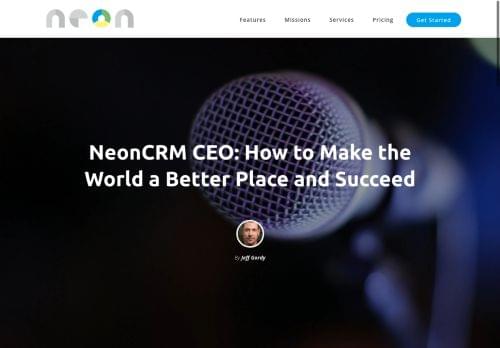 neon
Features
Missions
Services
Pricing
Get Started
NeonCRM CEO: How to Make the
World a Better Place and Succeed
By Jeff Gordy